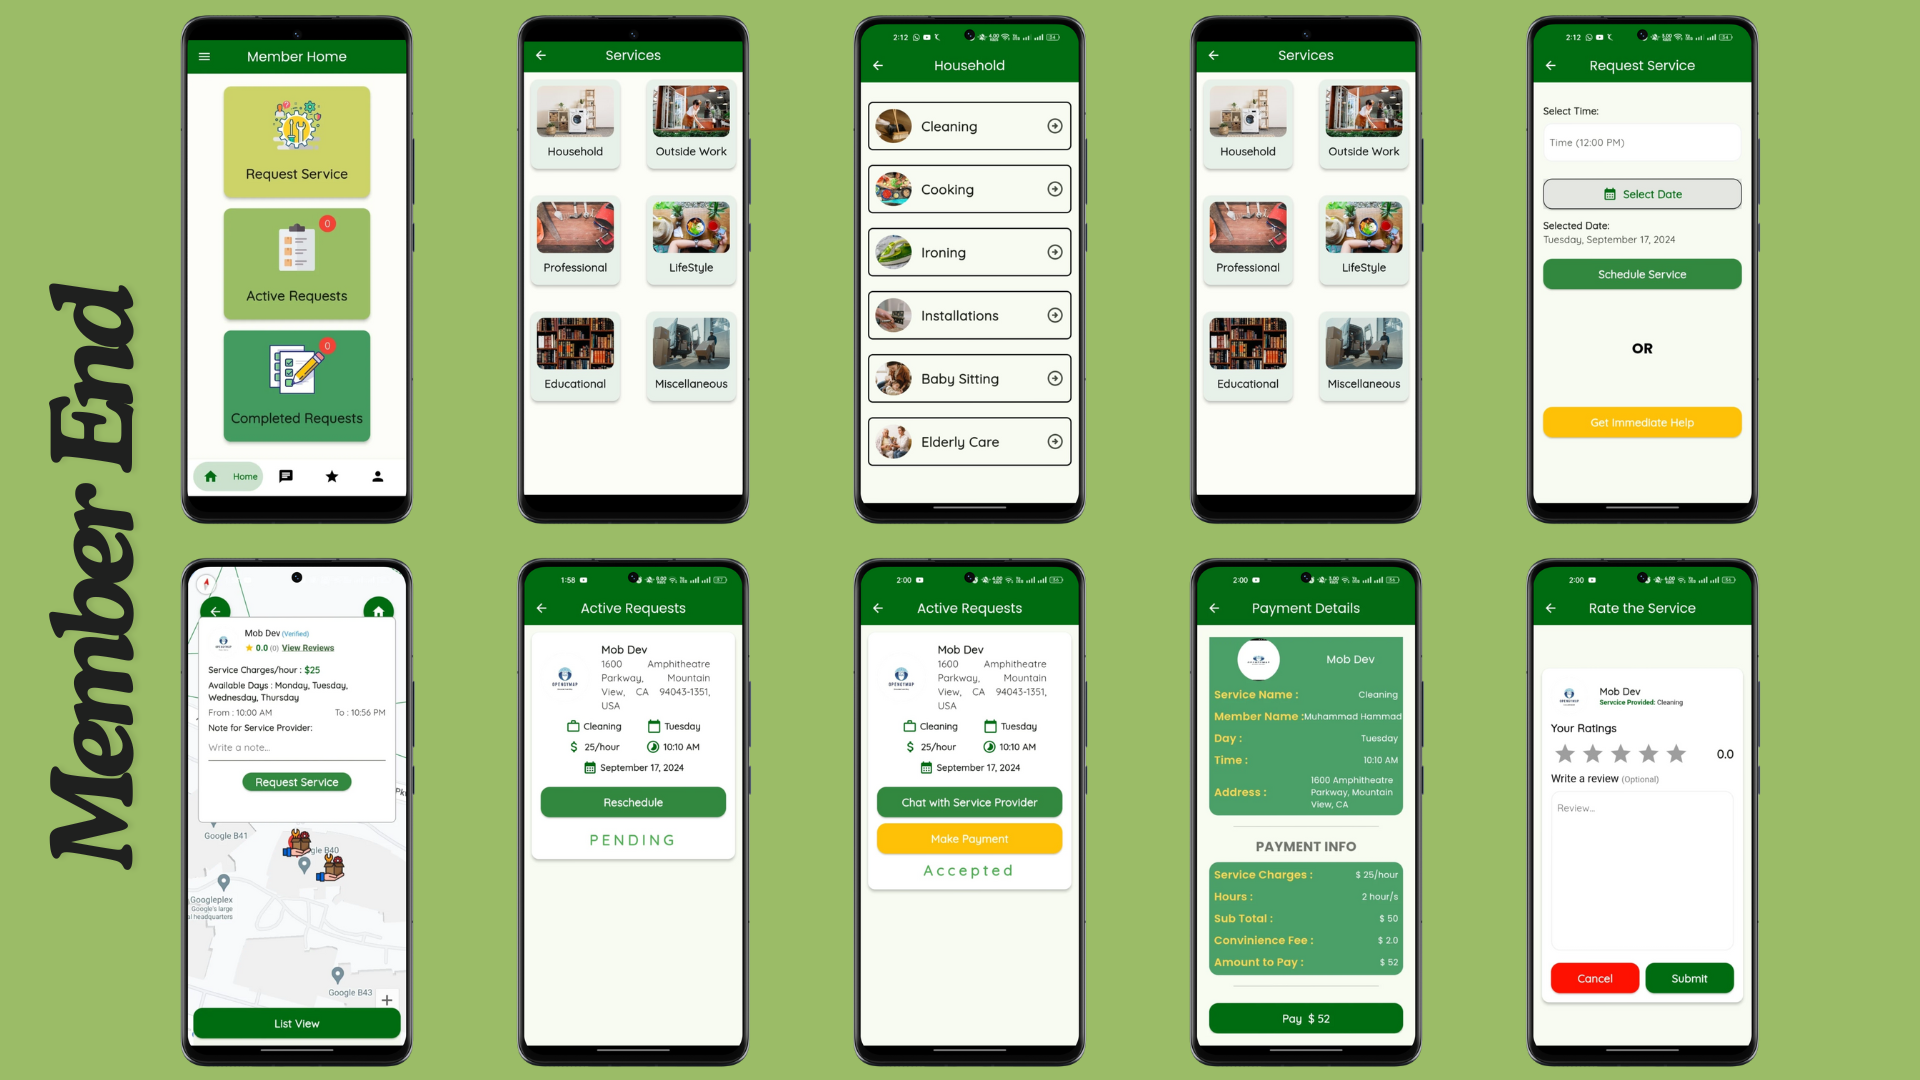 Member End
Member Home
Request Service
0
Active Requests
0
Completed Requests
Home
Services
Household
Outside Work
Professional
LifeStyle
Educational
Miscellaneous
2:12
Household
Cleaning
Cooking
Ironing
Installations
Baby Sitting
Elderly Care
Services
Household
Outside Work
Professional
LifeStyle
Educational
Miscellaneous
2:12
Request Service
Select Time:
Time (12:00 PM)
Select Date
Selected Date:
Tuesday, September 17, 2024
Schedule Service
OR
Get Immediate Help
Mob Dev (Verified)
0.0 (0) View Reviews
Service Charges/hour : $25
Available Days : Monday, Tuesday,
Wednesday, Thursday
From : 10:00 AM
To : 10:56 PM
Note for Service Provider:
Write a note...
Request Service
Google B41
gle B40
Googleplex
Google's large
al headquarters
Google B43
List View
1:58
Active Requests
Mob Dev
1600 Amphitheatre
Parkway, Mountain
View, CA 94043-1351,
USA
Cleaning
Tuesday
25/hour
10:10 AM
September 17, 2024
Reschedule
PENDING
2:00
Active Requests
Mob Dev
1600 Amphitheatre
Parkway, Mountain
View, CA 94043-1351,
USA
Cleaning
Tuesday
25/hour
10:10 AM
September 17, 2024
Chat with Service Provider
Make Payment
Accepted
2:00
Payment Details
Mob Dev
Service Name : Cleaning
Member Name : Muhammad Hammad
Day : Tuesday
Time : 10:10 AM
Address : 1600 Amphitheatre
Parkway, Mountain
View, CA
PAYMENT INFO
Service Charges : $ 25/hour
Hours : 2 hour/s
Sub Total : $ 50
Convinience Fee : $ 2.0
Amount to Pay : $ 52
Pay $ 52
2:00
Rate the Service
Mob Dev
Servcice Provided: Cleaning
Your Ratings
0.0
Write a review (Optional)
Review...
Cancel
Submit